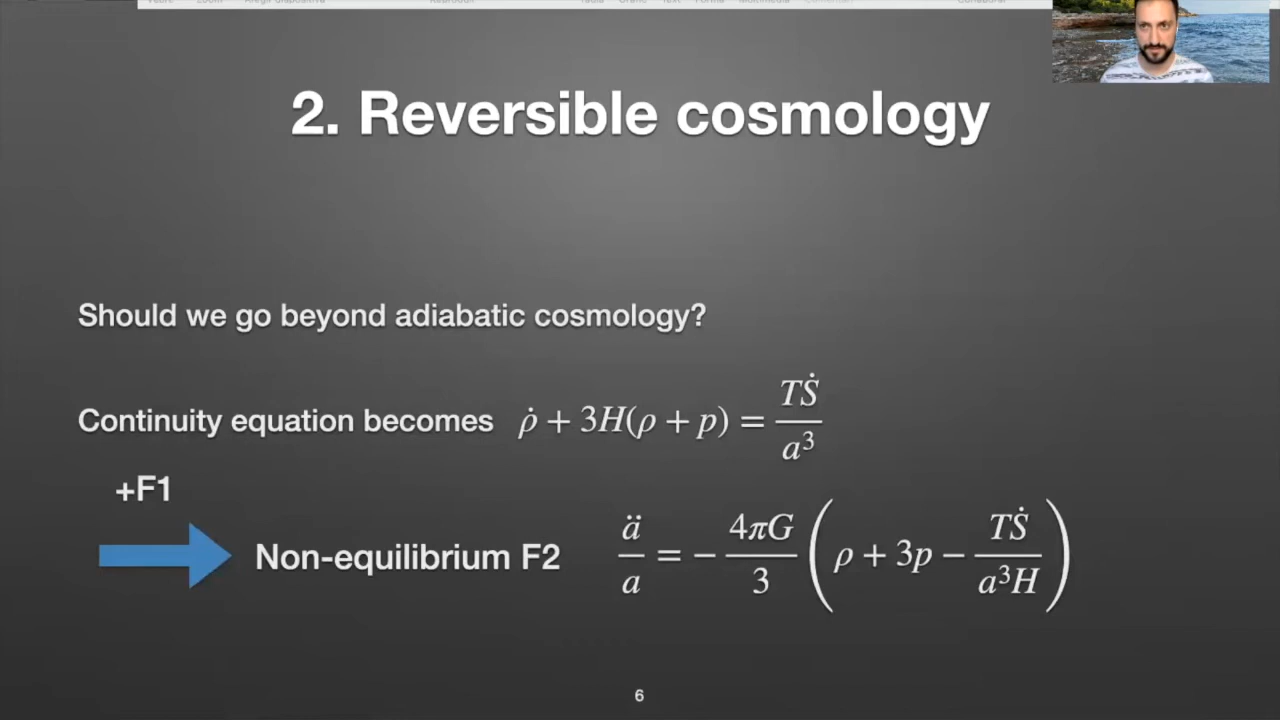 2. Reversible cosmology
Should we go beyond adiabatic cosmology?
Continuity equation becomes ρ̇ + 3H(ρ + p) = TṠ / a³
+F1
Non-equilibrium F2 ä / a = − 4πG / 3 ( ρ + 3p − TṠ / a³H )
6